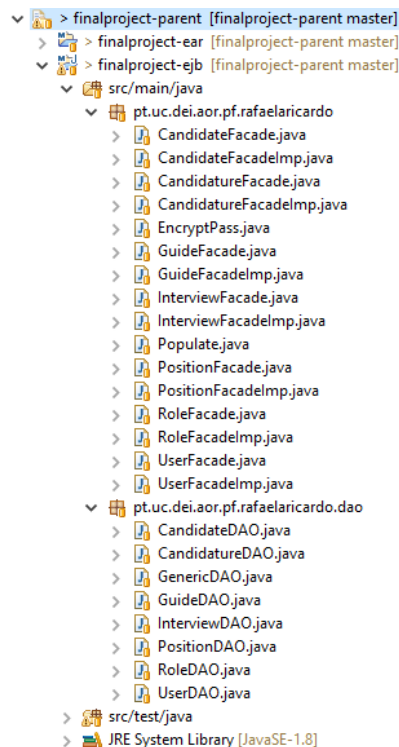 > finalproject-parent [finalproject-parent master]
> finalproject-ear [finalproject-parent master]
> finalproject-ejb [finalproject-parent master]
src/main/java
pt.uc.dei.aor.pf.rafaelaricardo
CandidateFacade.java
CandidateFacadeImp.java
CandidatureFacade.java
CandidatureFacadeImp.java
EncryptPass.java
GuideFacade.java
GuideFacadeImp.java
InterviewFacade.java
InterviewFacadeImp.java
Populate.java
PositionFacade.java
PositionFacadeImp.java
RoleFacade.java
RoleFacadeImp.java
UserFacade.java
UserFacadeImp.java
pt.uc.dei.aor.pf.rafaelaricardo.dao
CandidateDAO.java
CandidatureDAO.java
GenericDAO.java
GuideDAO.java
InterviewDAO.java
PositionDAO.java
RoleDAO.java
UserDAO.java
src/test/java
JRE System Library [JavaSE-1.8]